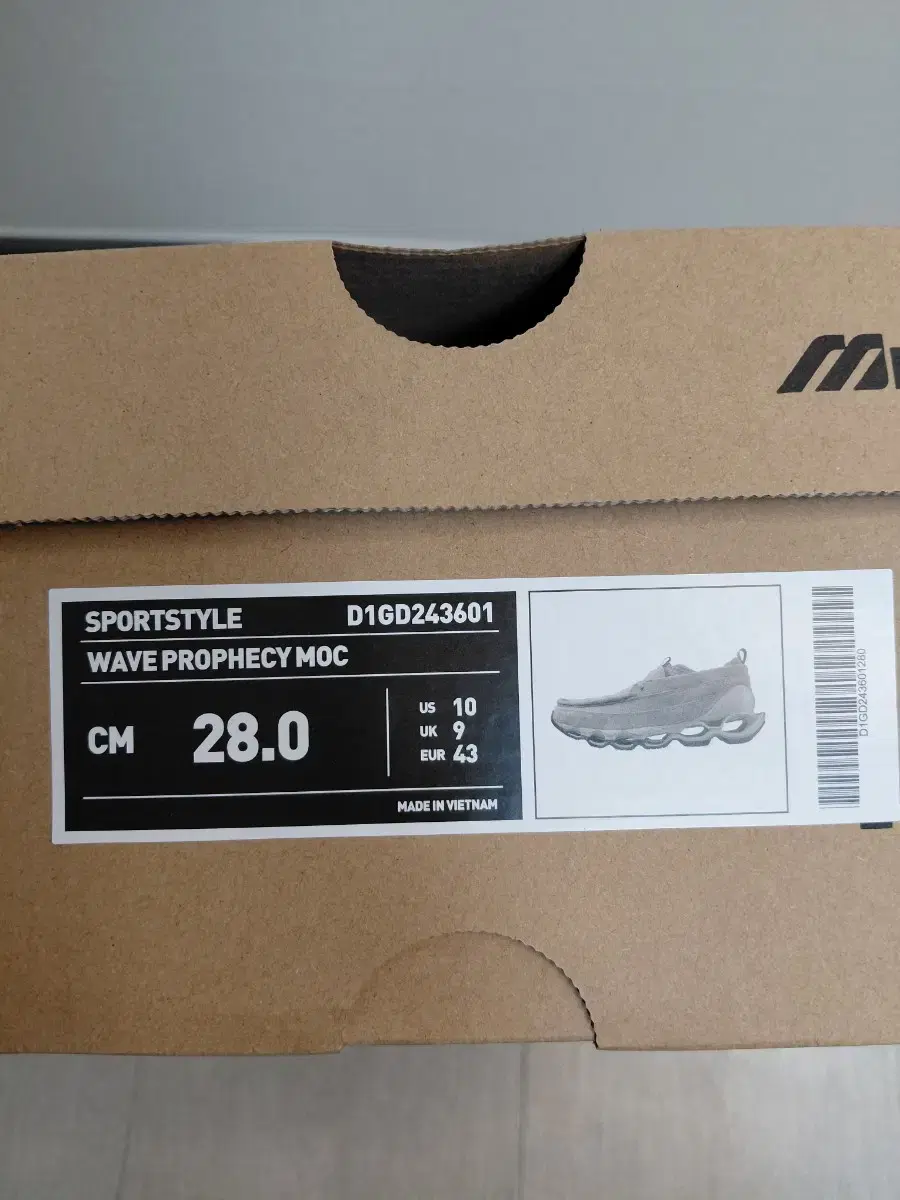 SPORTSTYLE D1GD243601
WAVE PROPHECY MOC
CM 28.0
US 10
UK 9
EUR 43
MADE IN VIETNAM
D1GD243601280